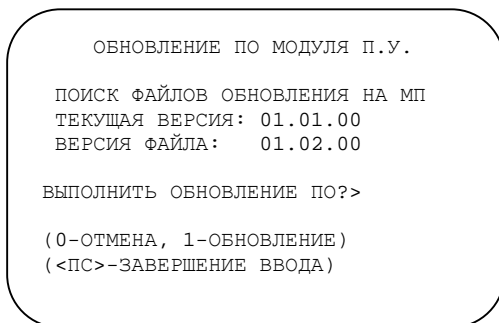 ОБНОВЛЕНИЕ ПО МОДУЛЯ П.У.
ПОИСК ФАЙЛОВ ОБНОВЛЕНИЯ НА МП
ТЕКУЩАЯ ВЕРСИЯ: 01.01.00
ВЕРСИЯ ФАЙЛА: 01.02.00
ВЫПОЛНИТЬ ОБНОВЛЕНИЕ ПО?>
(0-ОТМЕНА, 1-ОБНОВЛЕНИЕ)
(<ПС>-ЗАВЕРШЕНИЕ ВВОДА)